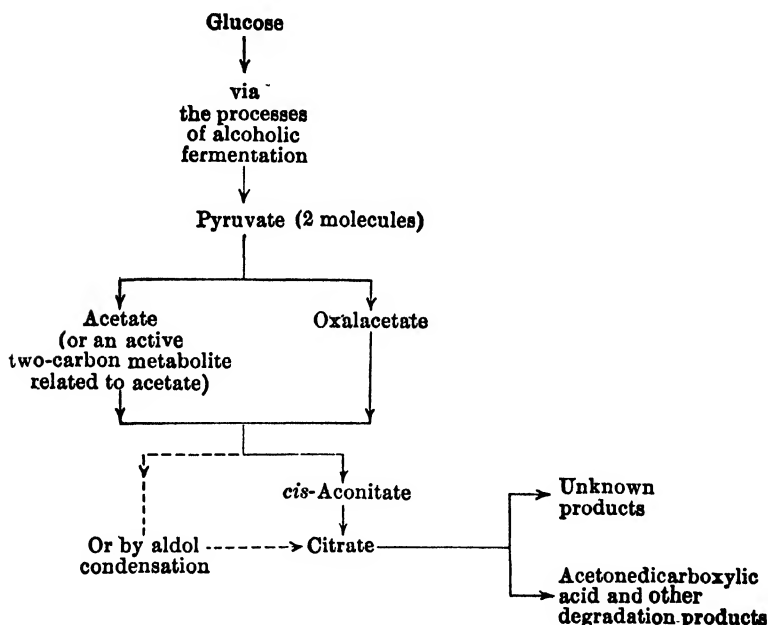 Glucose
via
the processes
of alcoholic
fermentation
Pyruvate (2 molecules)
Acetate
(or an active
two-carbon metabolite
related to acetate)
Oxalacetate
cis-Aconitate
Or by aldol
condensation
Citrate
Unknown
products
Acetonedicarboxylic
acid and other
degradation products